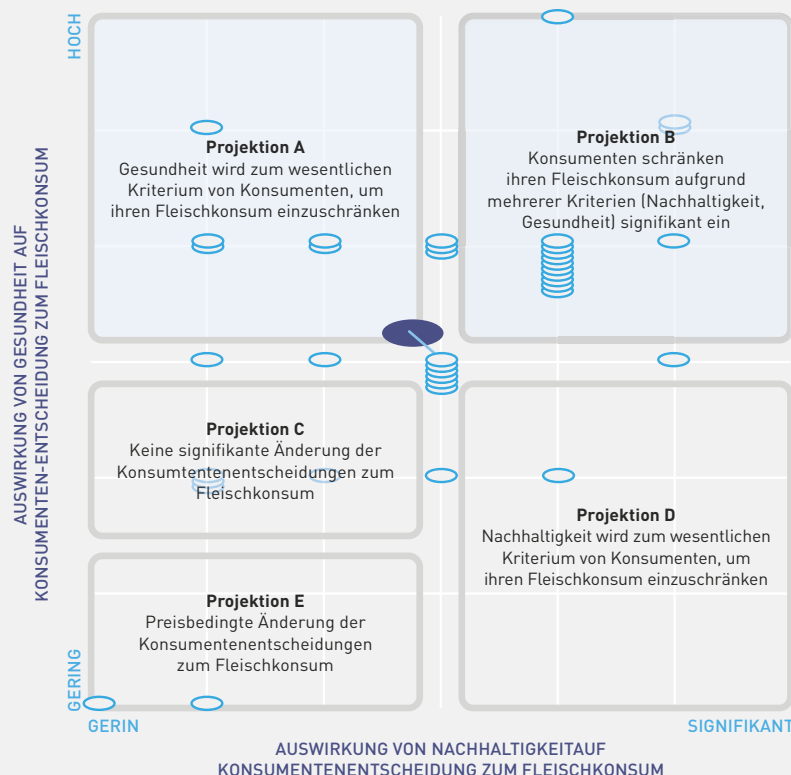 HOCH
AUSWIRKUNG VON GESUNDHEIT AUF
KONSUMENTEN-ENTSCHEIDUNG ZUM FLEISCHKONSUM
GERING
Projektion A
Gesundheit wird zum wesentlichen
Kriterium von Konsumenten, um
ihren Fleischkonsum einzuschränken
Projektion B
Konsumenten schränken
ihren Fleischkonsum aufgrund
mehrerer Kriterien (Nachhaltigkeit,
Gesundheit) signifikant ein
Projektion C
Keine signifikante Änderung der
Konsumtentenentscheidungen zum
Fleischkonsum
Projektion D
Nachhaltigkeit wird zum wesentlichen
Kriterium von Konsumenten, um
ihren Fleischkonsum einzuschränken
Projektion E
Preisbedingte Änderung der
Konsumentenentscheidungen
zum Fleischkonsum
GERIN
SIGNIFIKANT
AUSWIRKUNG VON NACHHALTIGKEITAUF
KONSUMENTENENTSCHEIDUNG ZUM FLEISCHKONSUM